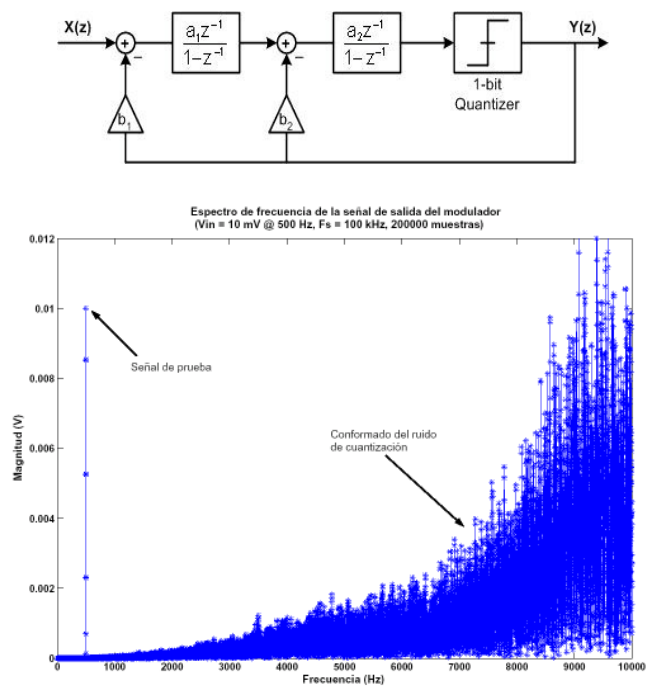 X(z)
a₁z⁻¹
1–z⁻¹
a₂z⁻¹
1–z⁻¹
Y(z)
+
–
+
–
1-bit
Quantizer
b₁
b₂
Espectro de frecuencia de la señal de salida del modulador
(Vin = 10 mV @ 500 Hz, Fs = 100 kHz, 200000 muestras)
0.012
0.01
0.008
0.006
0.004
0.002
0
Magnitud (V)
Señal de prueba
Conformado del ruido
de cuantización
0 1000 2000 3000 4000 5000 6000 7000 8000 9000 10000
Frecuencia (Hz)